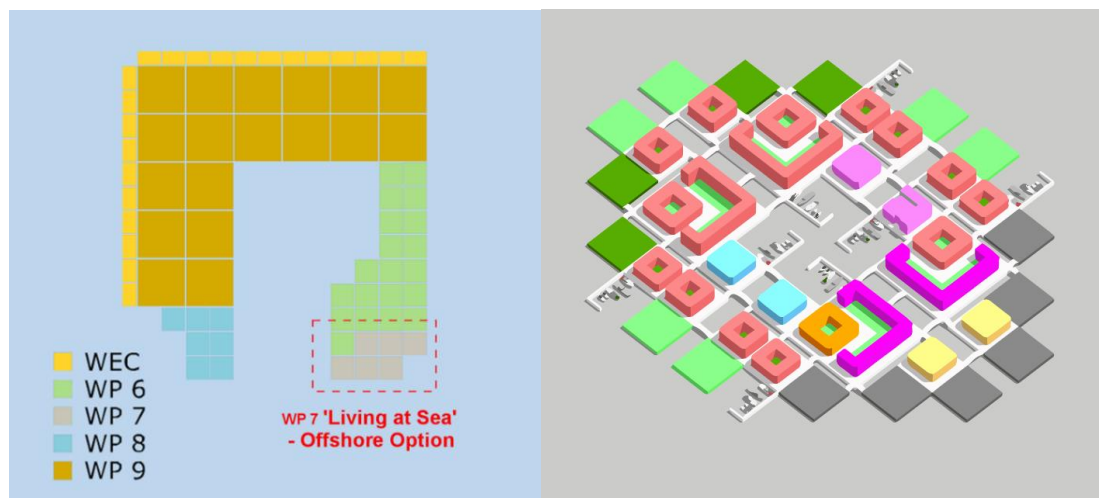 WEC
WP 6
WP 7
WP 8
WP 9
WP 7 'Living at Sea'
- Offshore Option